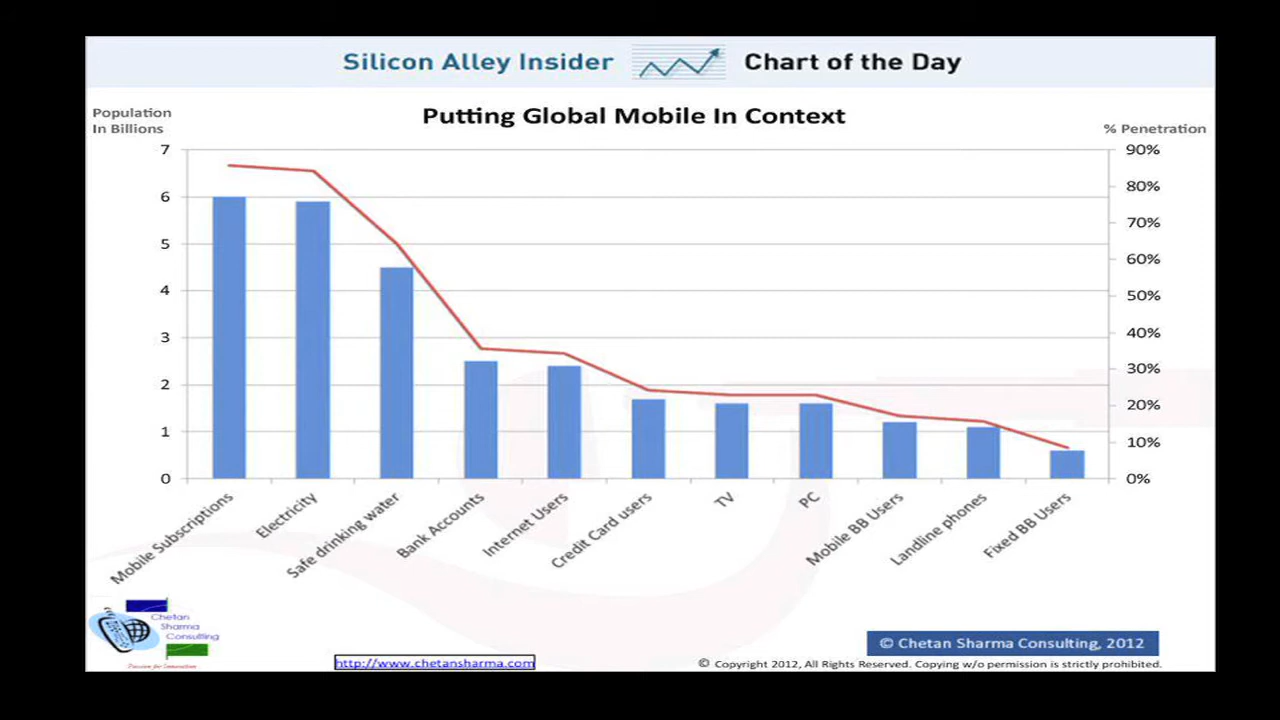 Silicon Alley Insider Chart of the Day
Population
In Billions
Putting Global Mobile In Context
% Penetration
7
6
5
4
3
2
1
0
90%
80%
70%
60%
50%
40%
30%
20%
10%
0%
Mobile Subscriptions
Electricity
Safe drinking water
Bank Accounts
Internet Users
Credit Card users
TV
PC
Mobile BB Users
Landline phones
Fixed BB Users
Chetan
Sharma
Consulting
Passion for Innovation
http://www.chetansharma.com
© Chetan Sharma Consulting, 2012
© Copyright 2012, All Rights Reserved. Copying w/o permission is strictly prohibited.